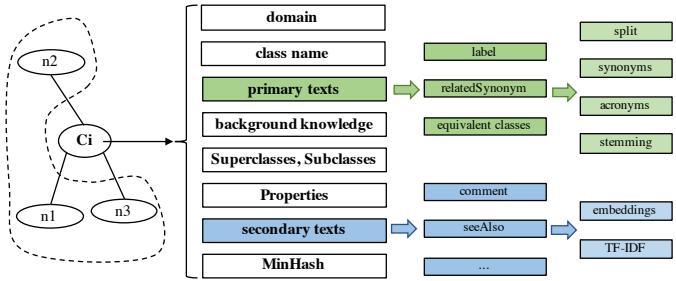 n2
Ci
n1
n3
domain
class name
primary texts
background knowledge
Superclasses, Subclasses
Properties
secondary texts
MinHash
label
relatedSynonym
equivalent classes
comment
seeAlso
...
split
synonyms
acronyms
stemming
embeddings
TF-IDF